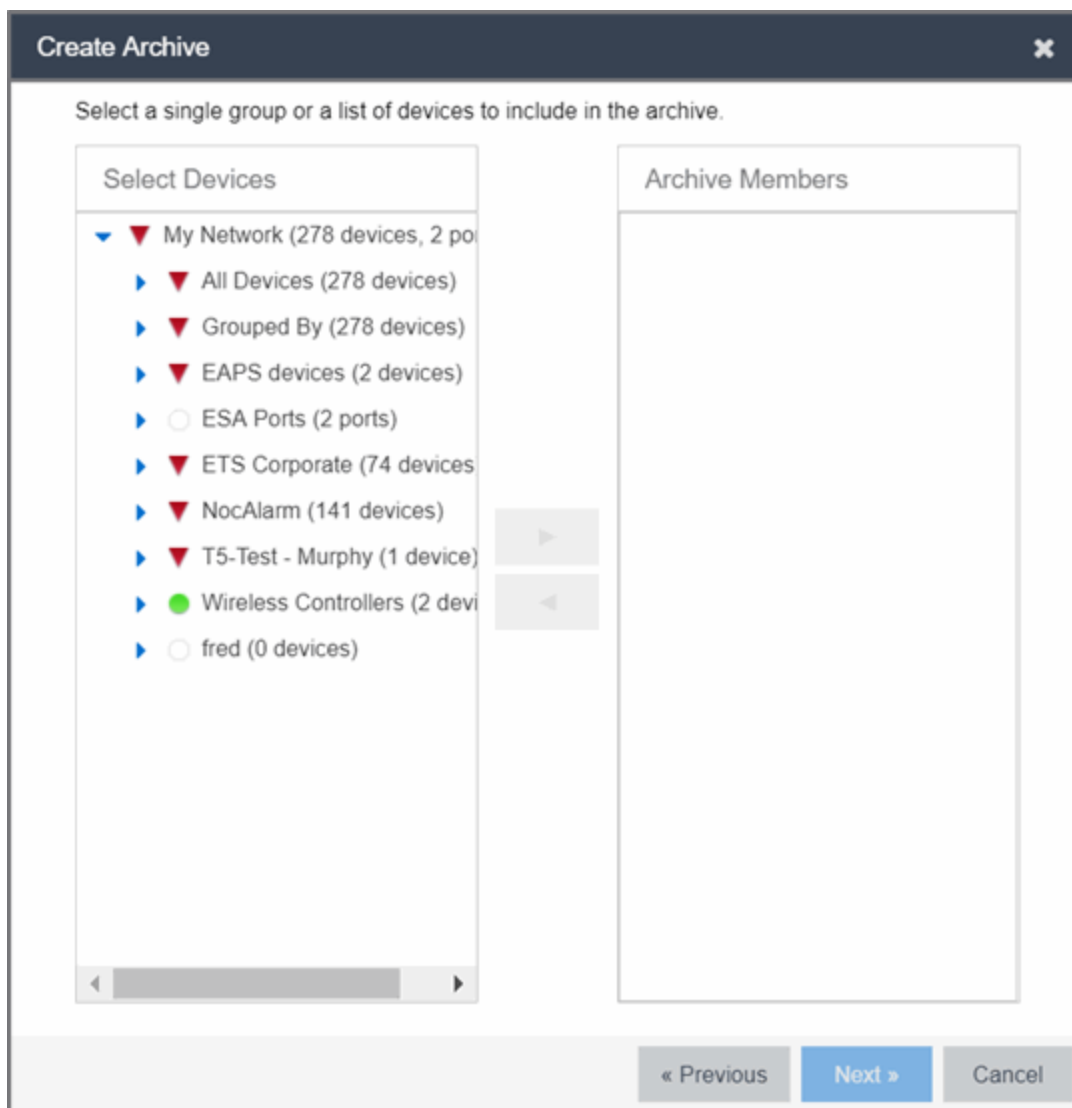 Create Archive
Select a single group or a list of devices to include in the archive.
Select Devices
Archive Members
My Network (278 devices, 2 po
All Devices (278 devices)
Grouped By (278 devices)
EAPS devices (2 devices)
ESA Ports (2 ports)
ETS Corporate (74 devices
NocAlarm (141 devices)
T5-Test - Murphy (1 device)
Wireless Controllers (2 devi
fred (0 devices)
« Previous
Next »
Cancel